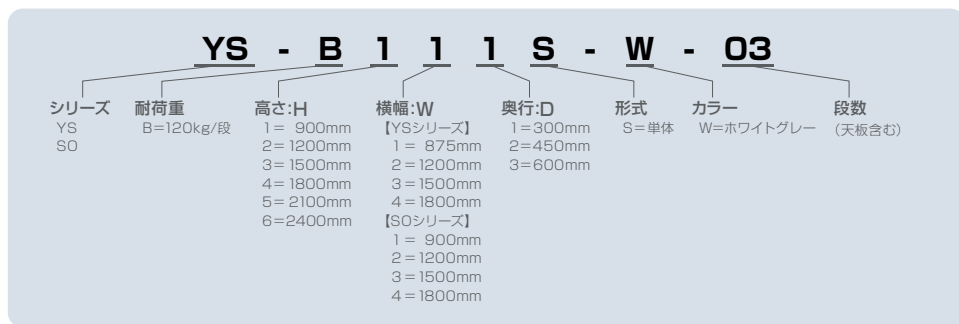 YS - B 1 1 1 S - W - 03
シリーズ
YS
SO
耐荷重
B=120kg/段
高さ:H
1= 900mm
2=1200mm
3=1500mm
4=1800mm
5=2100mm
6=2400mm
横幅:W
【YSシリーズ】
1= 875mm
2=1200mm
3=1500mm
4=1800mm
【SOシリーズ】
1= 900mm
2=1200mm
3=1500mm
4=1800mm
奥行:D
1=300mm
2=450mm
3=600mm
形式
S=単体
カラー
W=ホワイトグレー
段数
(天板含む)